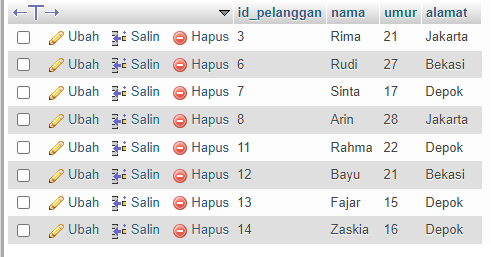 id_pelanggan nama umur alamat
Ubah Salin Hapus 3 Rima 21 Jakarta
Ubah Salin Hapus 6 Rudi 27 Bekasi
Ubah Salin Hapus 7 Sinta 17 Depok
Ubah Salin Hapus 8 Arin 28 Jakarta
Ubah Salin Hapus 11 Rahma 22 Depok
Ubah Salin Hapus 12 Bayu 21 Bekasi
Ubah Salin Hapus 13 Fajar 15 Depok
Ubah Salin Hapus 14 Zaskia 16 Depok